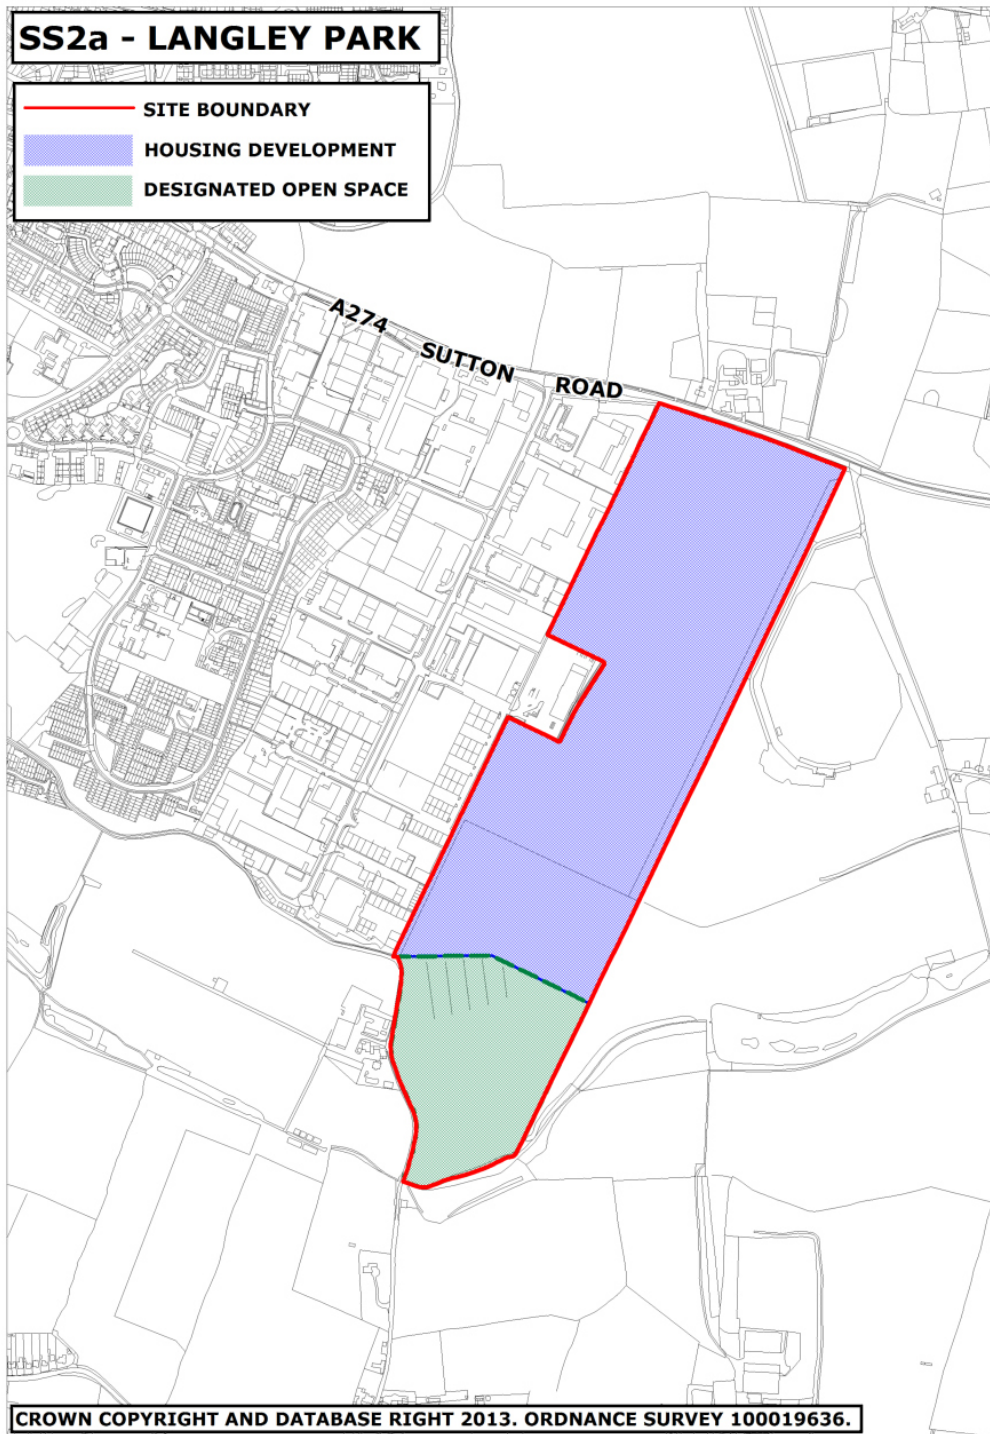 SS2a - LANGLEY PARK
SITE BOUNDARY
HOUSING DEVELOPMENT
DESIGNATED OPEN SPACE
A274 SUTTON ROAD
CROWN COPYRIGHT AND DATABASE RIGHT 2013. ORDNANCE SURVEY 100019636.